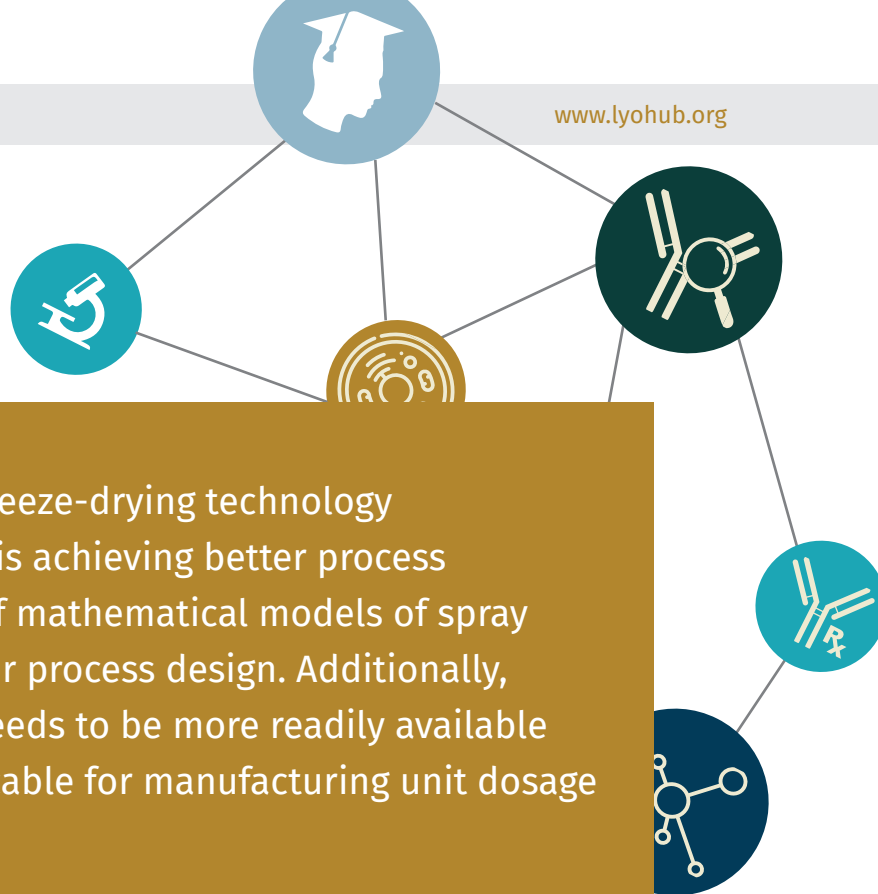 www.lyohub.org
eeze-drying technology
is achieving better process
f mathematical models of spray
r process design. Additionally,
eeds to be more readily available
able for manufacturing unit dosage
Rx